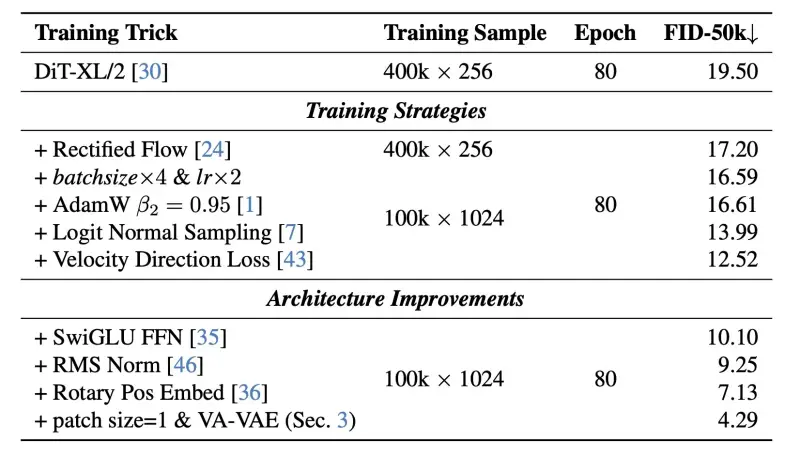 Training Trick Training Sample Epoch FID-50k↓
DiT-XL/2 [30] 400k × 256 80 19.50
Training Strategies
+ Rectified Flow [24] 400k × 256 17.20
+ batchsize×4 & lr×2 16.59
+ AdamW β₂ = 0.95 [1] 100k × 1024 80 16.61
+ Logit Normal Sampling [7] 13.99
+ Velocity Direction Loss [43] 12.52
Architecture Improvements
+ SwiGLU FFN [35] 10.10
+ RMS Norm [46] 100k × 1024 80 9.25
+ Rotary Pos Embed [36] 7.13
+ patch size=1 & VA-VAE (Sec. 3) 4.29